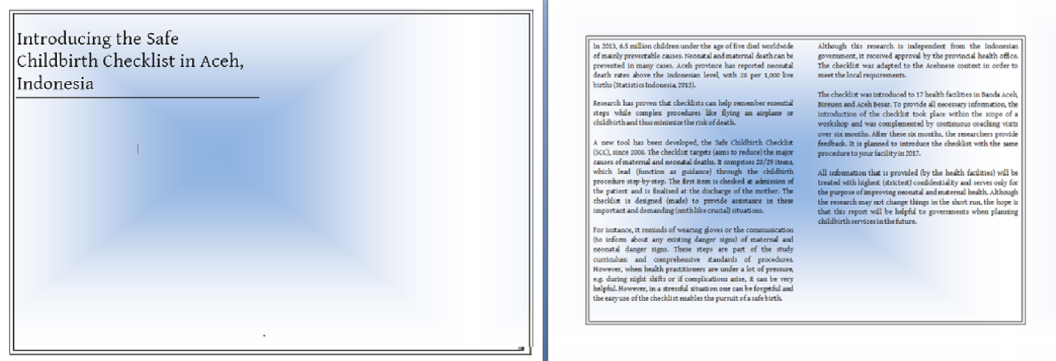 Introducing the Safe
Childbirth Checklist in Aceh,
Indonesia
In 2013, 6.5 million children under the age of five died worldwide
of mainly preventable causes. Neonatal and maternal death can be
prevented in many cases. Aceh province has reported neonatal
death rates above the Indonesian level, with 28 per 1,000 live
births (Statistics Indonesia, 2013).
Research has proven that checklists can help remember essential
steps while complex procedures like flying an airplane or
childbirth and thus minimize the risk of death.
A new tool has been developed, the Safe Childbirth Checklist
(SCC), since 2008. The checklist targets (aims to reduce) the major
causes of maternal and neonatal deaths. It comprises 28/29 items,
which lead (function as guidance) through the childbirth
procedure step-by-step. The first item is checked at admission of
the patient and is finalized at the discharge of the mother. The
checklist is designed (made) to provide assistance in these
important and demanding (smth like crucial) situations.
For instance, it reminds of wearing gloves or the communication
(to inform about any existing danger signs) of maternal and
neonatal danger signs. These steps are part of the study
curriculum and comprehensive standards of procedures.
However, when health practitioners are under a lot of pressure,
e.g. during night shifts or if complications arise, it can be very
helpful. However, in a stressful situation one can be forgetful and
the easy use of the checklist enables the pursuit of a safe birth.
Although this research is independent from the Indonesian
government, it received approval by the provincial health office.
The checklist was adapted to the Acehnese context in order to
meet the local requirements.
The checklist was introduced to 17 health facilities in Banda Aceh,
Bireuen and Aceh Besar. To provide all necessary information, the
introduction of the checklist took place within the scope of a
workshop and was complemented by continuous coaching visits
over six months. After these six months, the researchers provide
feedback. It is planned to introduce the checklist with the same
procedure to your facility in 2017.
All information that is provided (by the health facilities) will be
treated with highest (strictest) confidentiality and serves only for
the purpose of improving neonatal and maternal health. Although
the research may not change things in the short run, the hope is
that this report will be helpful to governments when planning
childbirth services in the future.